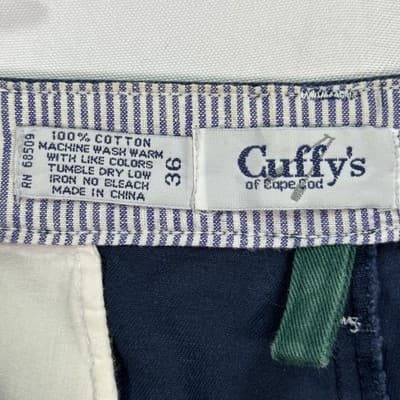 RN 68509
100% COTTON
MACHINE WASH WARM
WITH LIKE COLORS
TUMBLE DRY LOW
IRON NO BLEACH
MADE IN CHINA
36
Cuffy's
of Cape Cod